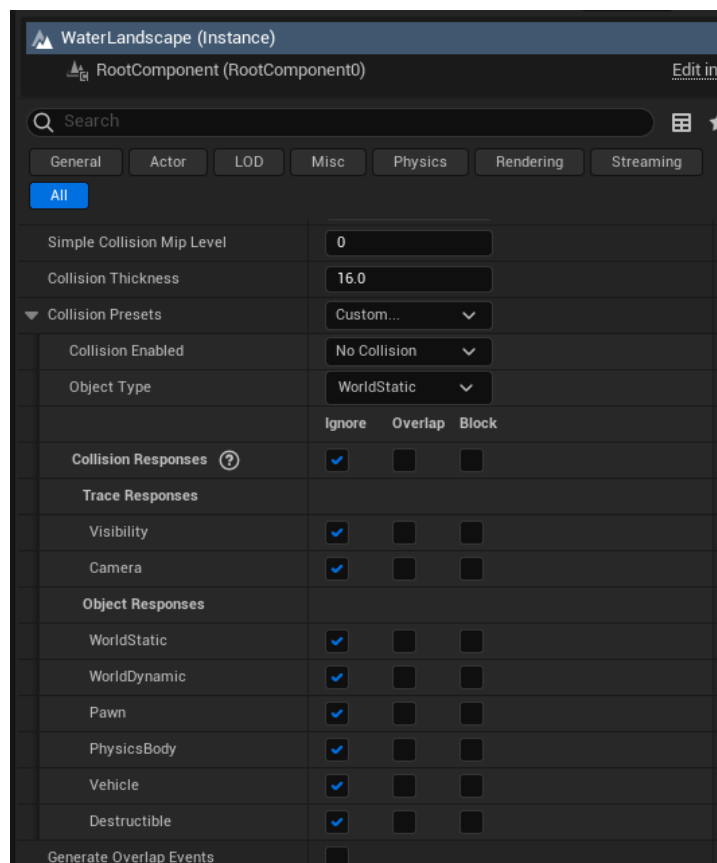 WaterLandscape (Instance)
RootComponent (RootComponent0)
Edit in
Search
General Actor LOD Misc Physics Rendering Streaming
All
Simple Collision Mip Level 0
Collision Thickness 16.0
Collision Presets Custom...
Collision Enabled No Collision
Object Type WorldStatic
Ignore Overlap Block
Collision Responses ?
Trace Responses
Visibility
Camera
Object Responses
WorldStatic
WorldDynamic
Pawn
PhysicsBody
Vehicle
Destructible
Generate Overlap Events